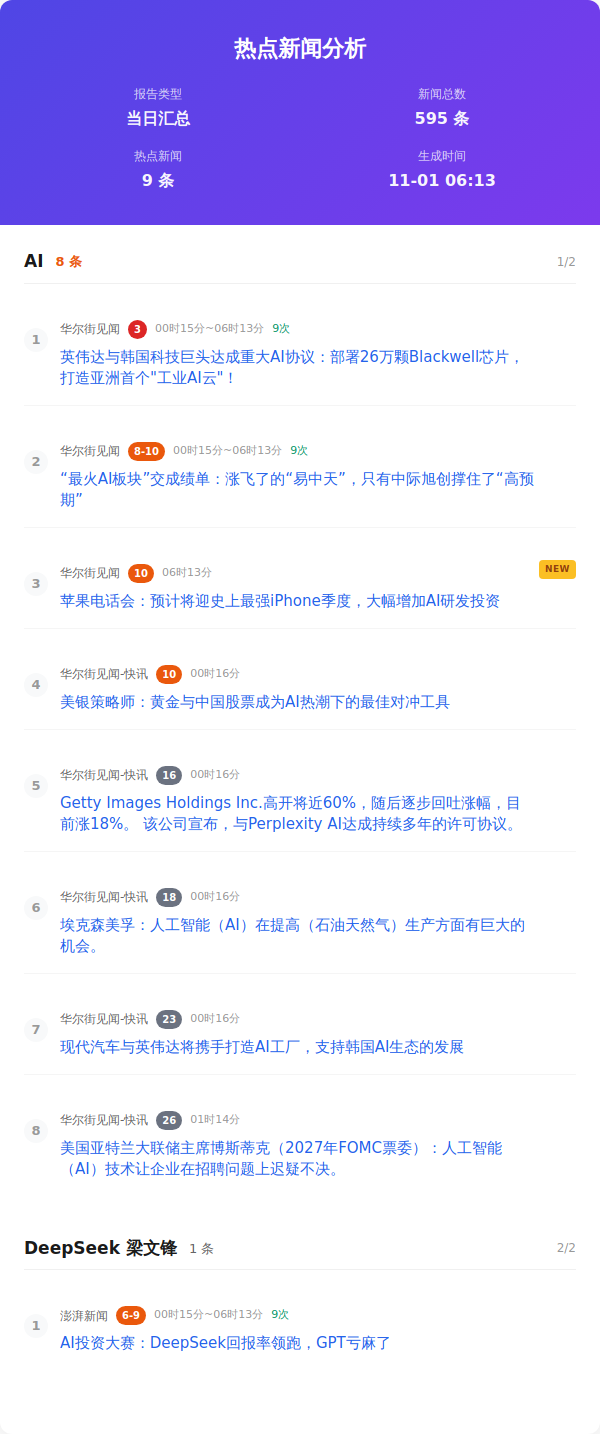 热点新闻分析
报告类型
当日汇总
新闻总数
595 条
热点新闻
9 条
生成时间
11-01 06:13
AI 8 条 1/2
1
华尔街见闻 3 00时15分~06时13分 9次
英伟达与韩国科技巨头达成重大AI协议：部署26万颗Blackwell芯片，
打造亚洲首个"工业AI云"！
2
华尔街见闻 8-10 00时15分~06时13分 9次
“最火AI板块”交成绩单：涨飞了的“易中天”，只有中际旭创撑住了“高预
期”
3
华尔街见闻 10 06时13分 NEW
苹果电话会：预计将迎史上最强iPhone季度，大幅增加AI研发投资
4
华尔街见闻-快讯 10 00时16分
美银策略师：黄金与中国股票成为AI热潮下的最佳对冲工具
5
华尔街见闻-快讯 16 00时16分
Getty Images Holdings Inc.高开将近60%，随后逐步回吐涨幅，目
前涨18%。 该公司宣布，与Perplexity AI达成持续多年的许可协议。
6
华尔街见闻-快讯 18 00时16分
埃克森美孚：人工智能（AI）在提高（石油天然气）生产方面有巨大的
机会。
7
华尔街见闻-快讯 23 00时16分
现代汽车与英伟达将携手打造AI工厂，支持韩国AI生态的发展
8
华尔街见闻-快讯 26 01时14分
美国亚特兰大联储主席博斯蒂克（2027年FOMC票委）：人工智能
（AI）技术让企业在招聘问题上迟疑不决。
DeepSeek 梁文锋 1 条 2/2
1
澎湃新闻 6-9 00时15分~06时13分 9次
AI投资大赛：DeepSeek回报率领跑，GPT亏麻了